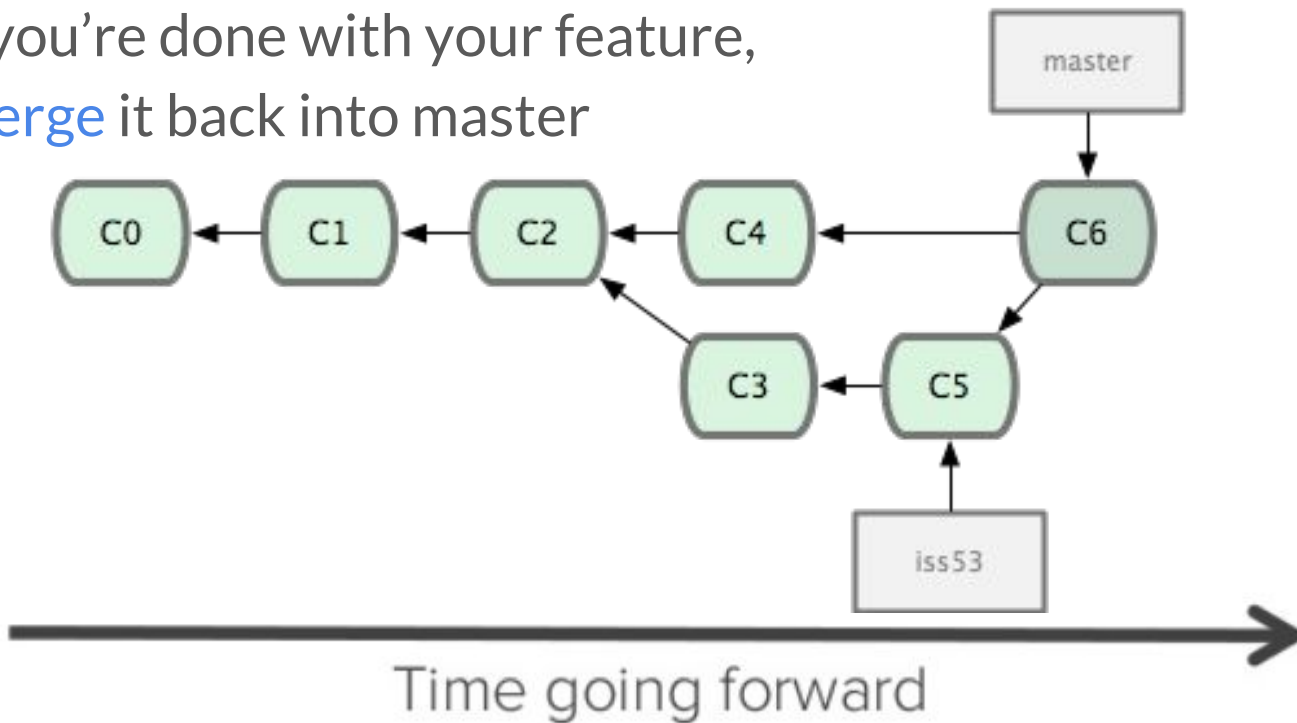 you’re done with your feature,
erge it back into master
master
C0
C1
C2
C4
C6
C3
C5
iss53
Time going forward